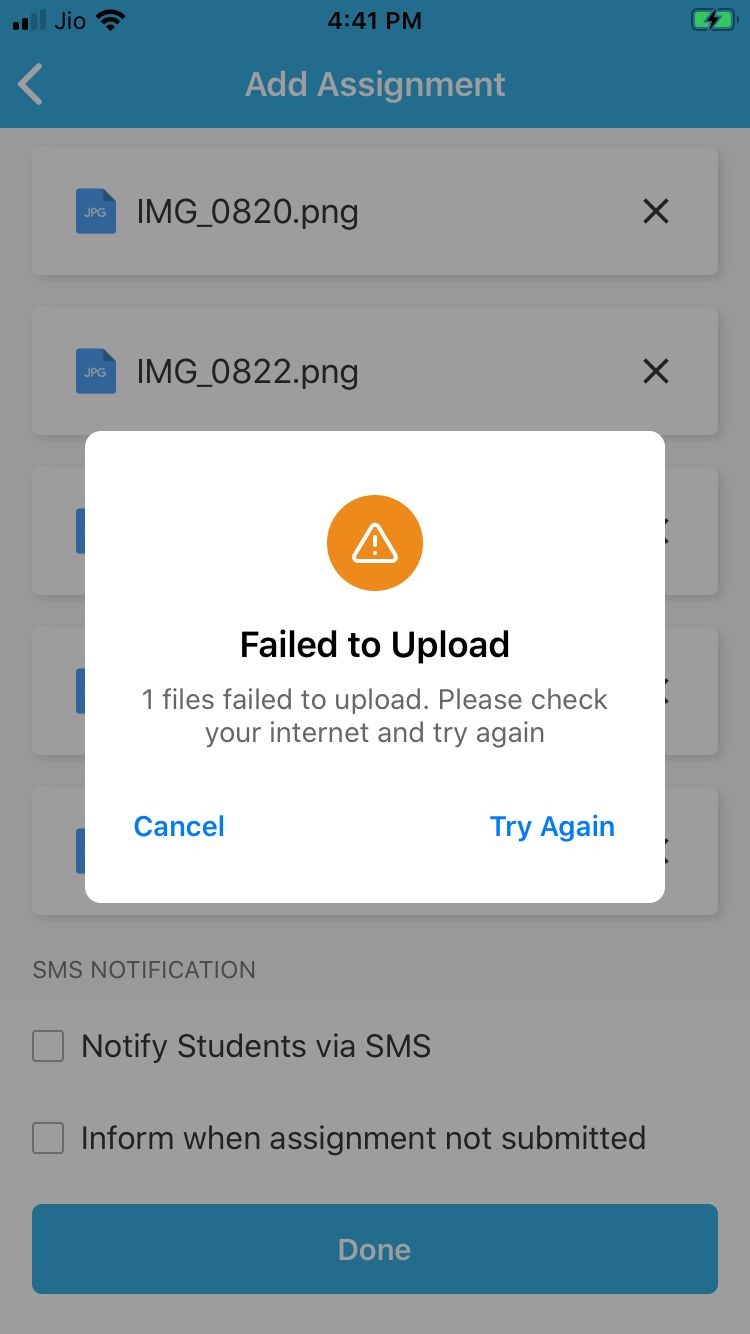 Jio 4:41 PM
Add Assignment
JPG IMG_0820.png
JPG IMG_0822.png
Failed to Upload
1 files failed to upload. Please check
your internet and try again
Cancel Try Again
SMS NOTIFICATION
Notify Students via SMS
Inform when assignment not submitted
Done